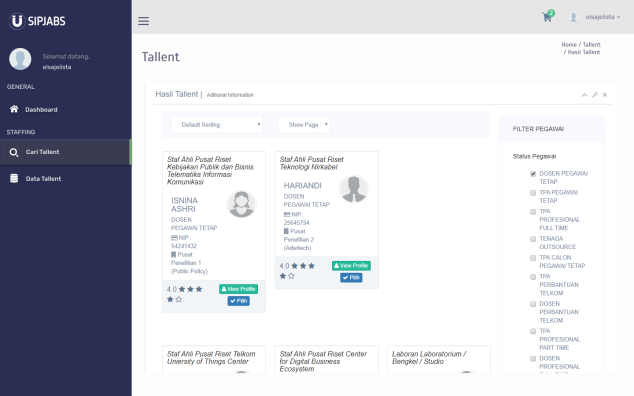 SIPJABS
2
elsajelista
Selamat datang.
elsajelista
GENERAL
Dashboard
STAFFING
Cari Tallent
Data Tallent
Tallent
Home / Tallent
/ Hasil Tallent
Hasil Tallent | Aditional Information
Default Sorting :
Show Page :
Staf Ahli Pusat Riset
Kebijakan Publik dan Bisnis
Telematika Informasi
Komunikasi
ISNINA
ASHRI
DOSEN
PEGAWAI TETAP
NIP :
54241432
Pusat
Penelitian 1
(Public Policy)
4.0
View Profile
Pilih
Staf Ahli Pusat Riset
Teknologi Nirkabel
HARIANDI
DOSEN
PEGAWAI TETAP
NIP :
25645754
Pusat
Penelitian 2
(Adwitech)
4.0
View Profile
Pilih
Staf Ahli Pusat Riset Telkom
Unversity of Things Center
Staf Ahli Pusat Riset Center
for Digital Business
Ecosystem
Laboran Laboratorium /
Bengkel / Studio
FILTER PEGAWAI
Status Pegawai
DOSEN PEGAWAI
TETAP
TPA PEGAWAI
TETAP
TPA
PROFESIONAL
FULL TIME
TENAGA
OUTSOURCE
TPA CALON
PEGAWAI TETAP
TPA
PERBANTUAN
TELKOM
DOSEN
PERBANTUAN
TELKOM
TPA
PROFESIONAL
PART TIME
DOSEN
PROFESIONAL